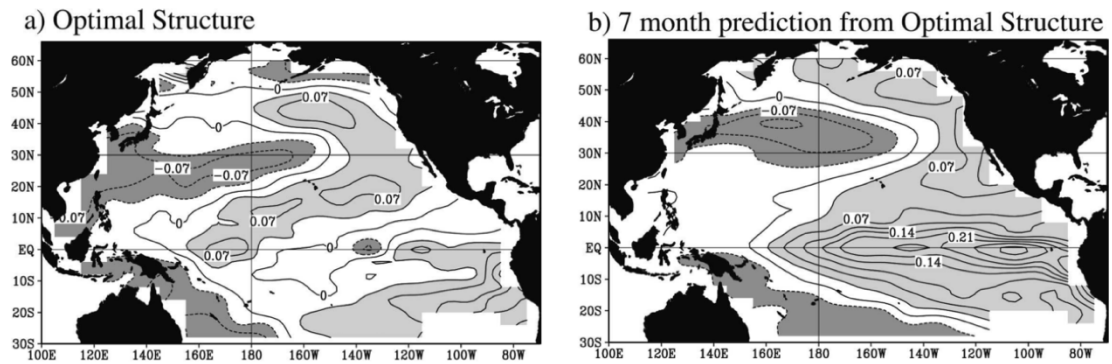 a) Optimal Structure
b) 7 month prediction from Optimal Structure
60N
50N
40N
30N
20N
10N
EQ
10S
20S
30S
100E 120E 140E 160E 180 160W 140W 120W 100W 80W
0
0.07
0
-0.07
-0.07
0.07
0.07
0.07
0
0
0.07
0
60N
50N
40N
30N
20N
10N
EQ
10S
20S
30S
100E 120E 140E 160E 180 160W 140W 120W 100W 80W
0.07
0
-0.07
0.07
0.07
0.14
0.21
0.14